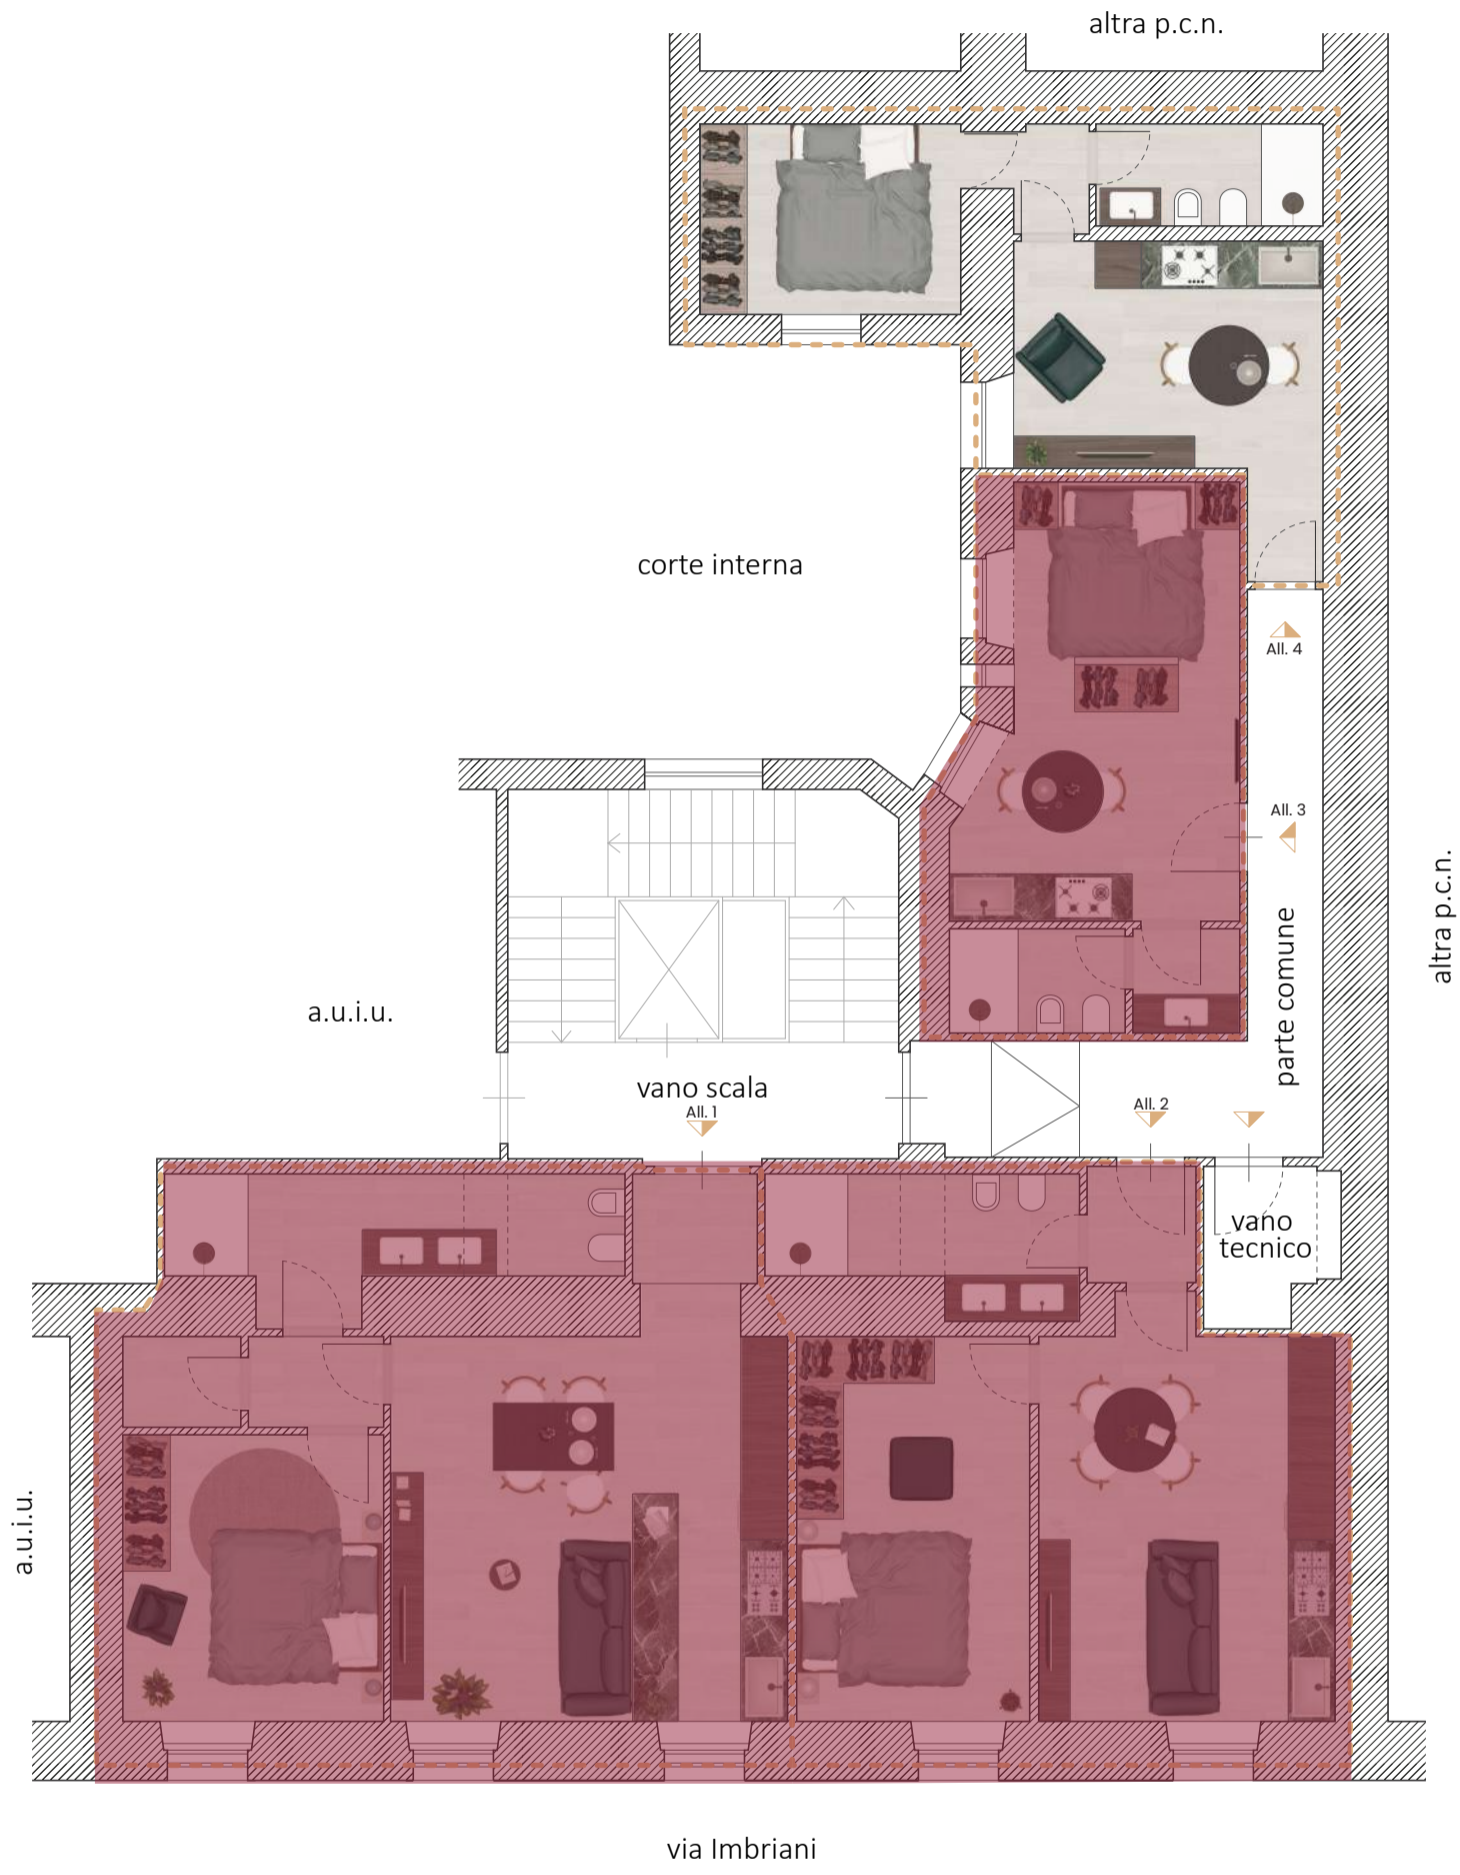 altra p.c.n.
corte interna
All. 4
All. 3
altra p.c.n.
parte comune
a.u.i.u.
vano scala
All. 1
All. 2
vano
tecnico
a.u.i.u.
via Imbriani